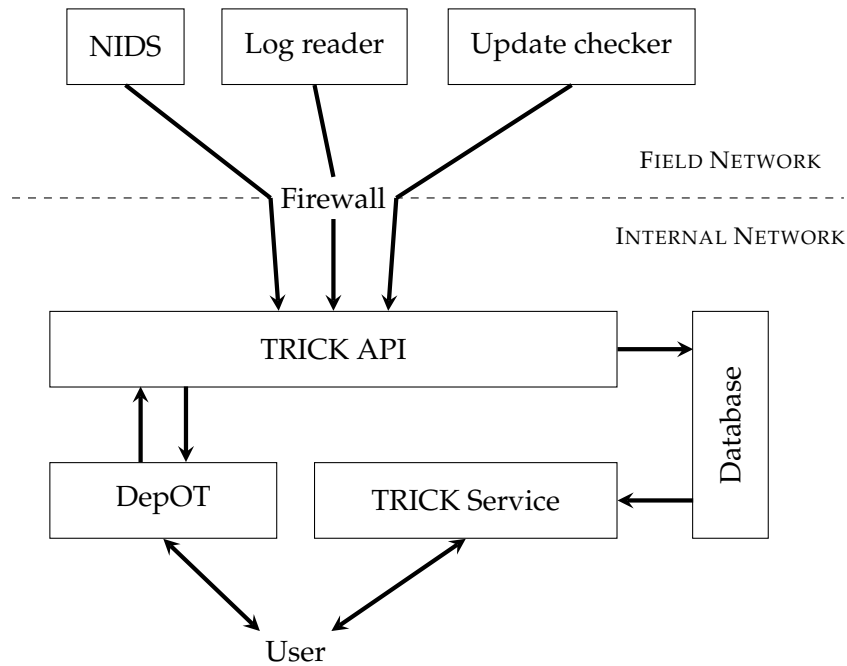 NIDS
Log reader
Update checker
FIELD NETWORK
Firewall
INTERNAL NETWORK
TRICK API
Database
DepOT
TRICK Service
User